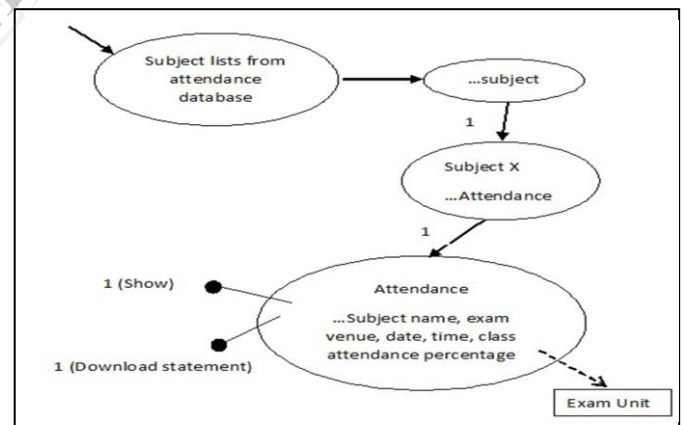 Subject lists from
attendance
database
...subject
1
Subject X
...Attendance
1
1 (Show)
Attendance
...Subject name, exam
venue, date, time, class
attendance percentage
1 (Download statement)
Exam Unit